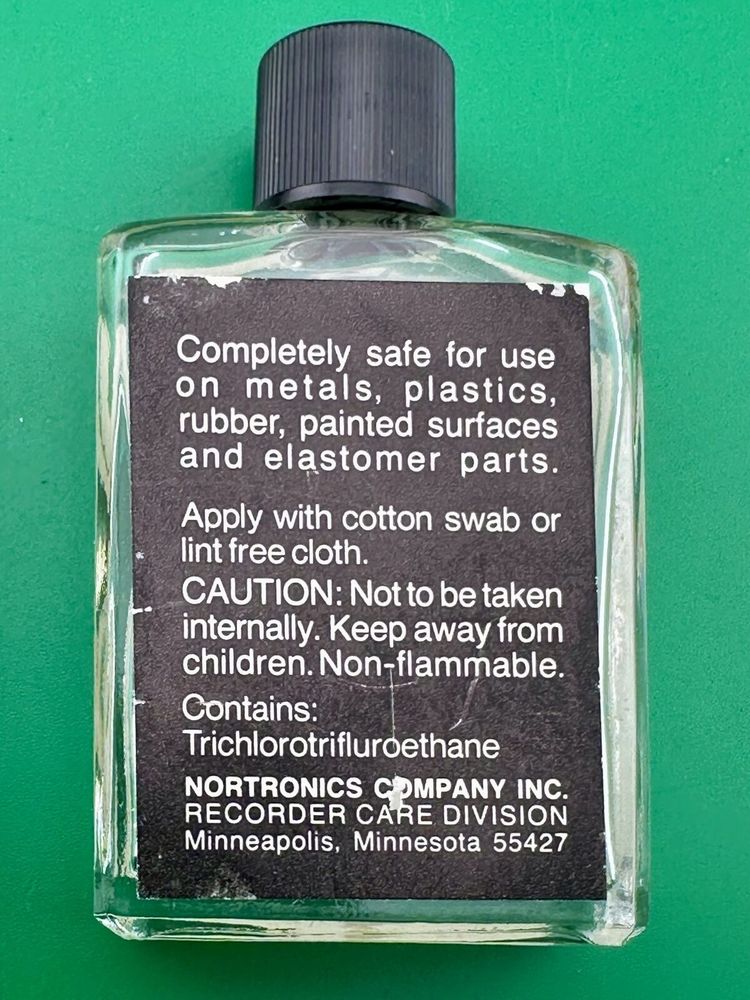 Completely safe for use
on metals, plastics,
rubber, painted surfaces
and elastomer parts.
Apply with cotton swab or
lint free cloth.
CAUTION: Not to be taken
internally. Keep away from
children. Non-flammable.
Contains:
Trichlorotrifluroethane
NORTRONICS COMPANY INC.
RECORDER CARE DIVISION
Minneapolis, Minnesota 55427